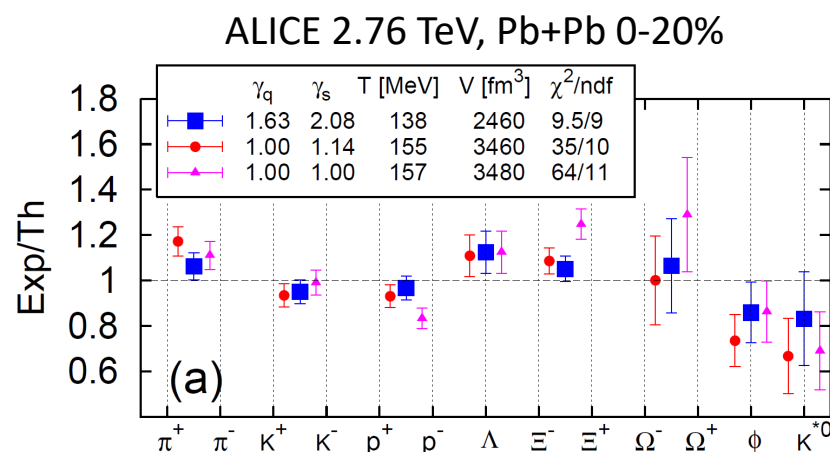 ALICE 2.76 TeV, Pb+Pb 0-20%
γq γs T [MeV] V [fm³] χ²/ndf
1.63 2.08 138 2460 9.5/9
1.00 1.14 155 3460 35/10
1.00 1.00 157 3480 64/11
1.8
1.6
1.4
1.2
1
0.8
0.6
Exp/Th
(a)
π⁺ π⁻ K⁺ K⁻ p⁺ p⁻ Λ Ξ⁻ Ξ⁺ Ω⁻ Ω⁺ ϕ K*⁰